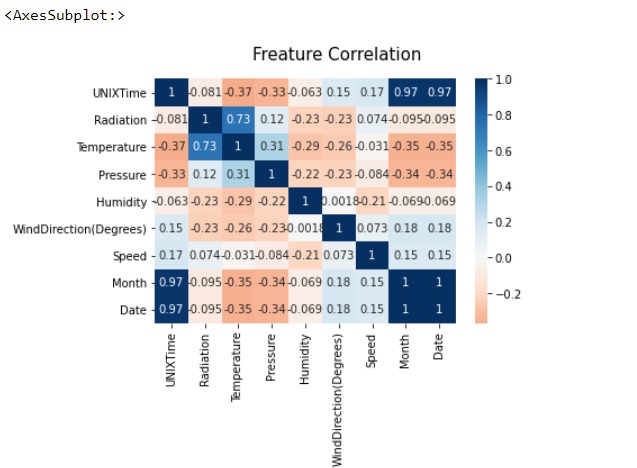 <AxesSubplot:>
Freature Correlation
UNIXTime 1 -0.081 -0.37 -0.33 -0.063 0.15 0.17 0.97 0.97
Radiation -0.081 1 0.73 0.12 -0.23 -0.23 0.074 -0.095 -0.095
Temperature -0.37 0.73 1 0.31 -0.29 -0.26 -0.031 -0.35 -0.35
Pressure -0.33 0.12 0.31 1 -0.22 -0.23 -0.084 -0.34 -0.34
Humidity -0.063 -0.23 -0.29 -0.22 1 -0.0018 -0.21 -0.069 -0.069
WindDirection(Degrees) 0.15 -0.23 -0.26 -0.23 -0.0018 1 0.073 0.18 0.18
Speed 0.17 0.074 -0.031 -0.084 -0.21 0.073 1 0.15 0.15
Month 0.97 -0.095 -0.35 -0.34 -0.069 0.18 0.15 1 1
Date 0.97 -0.095 -0.35 -0.34 -0.069 0.18 0.15 1 1
UNIXTime
Radiation
Temperature
Pressure
Humidity
WindDirection(Degrees)
Speed
Month
Date
1.0
0.8
0.6
0.4
0.2
0.0
−0.2